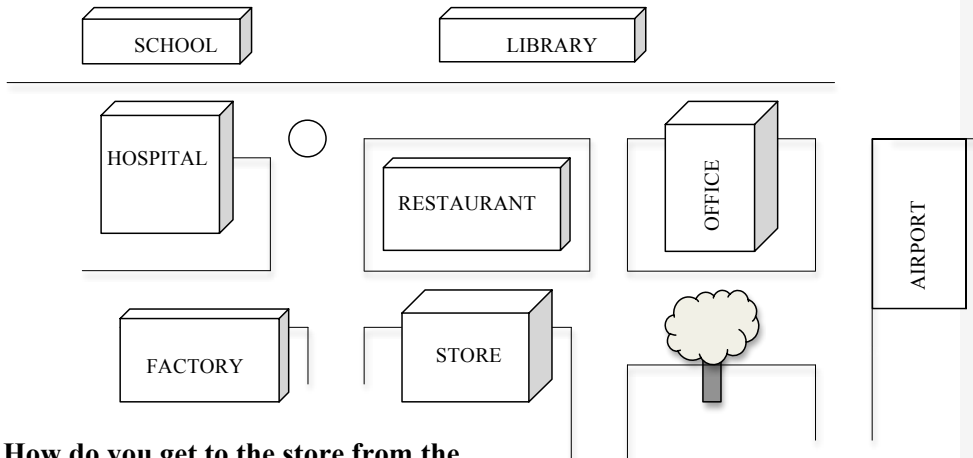 SCHOOL
LIBRARY
HOSPITAL
RESTAURANT
OFFICE
AIRPORT
FACTORY
STORE
How do you get to the store from the